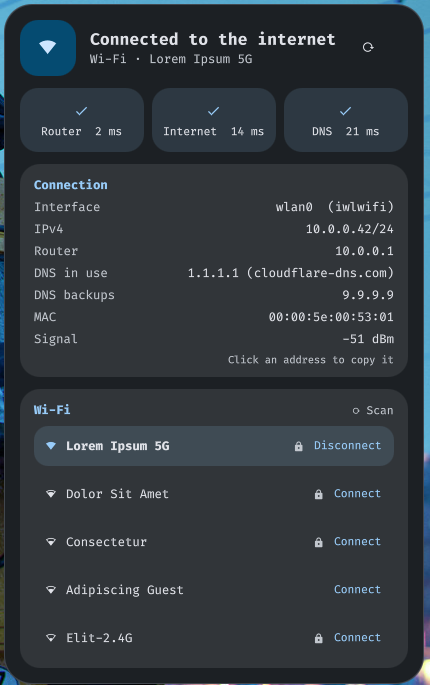 Connected to the internet
Wi-Fi · Lorem Ipsum 5G
Router 2 ms
Internet 14 ms
DNS 21 ms
Connection
Interface wlan0 (iwlwifi)
IPv4 10.0.0.42/24
Router 10.0.0.1
DNS in use 1.1.1.1 (cloudflare-dns.com)
DNS backups 9.9.9.9
MAC 00:00:5e:00:53:01
Signal -51 dBm
Click an address to copy it
Wi-Fi Scan
Lorem Ipsum 5G Disconnect
Dolor Sit Amet Connect
Consectetur Connect
Adipiscing Guest Connect
Elit-2.4G Connect